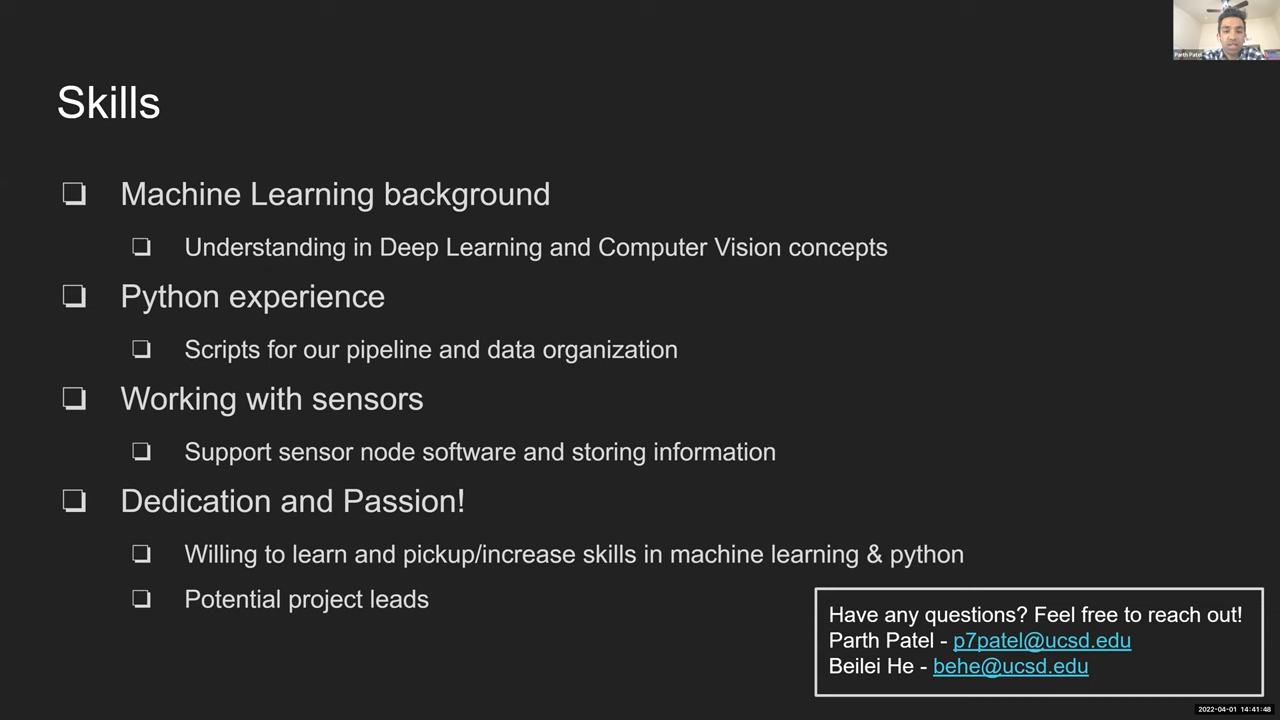 Parth Patel
Skills
Machine Learning background
Understanding in Deep Learning and Computer Vision concepts
Python experience
Scripts for our pipeline and data organization
Working with sensors
Support sensor node software and storing information
Dedication and Passion!
Willing to learn and pickup/increase skills in machine learning & python
Potential project leads
Have any questions? Feel free to reach out!
Parth Patel - p7patel@ucsd.edu
Beilei He - behe@ucsd.edu
2022-04-01 14:41:48